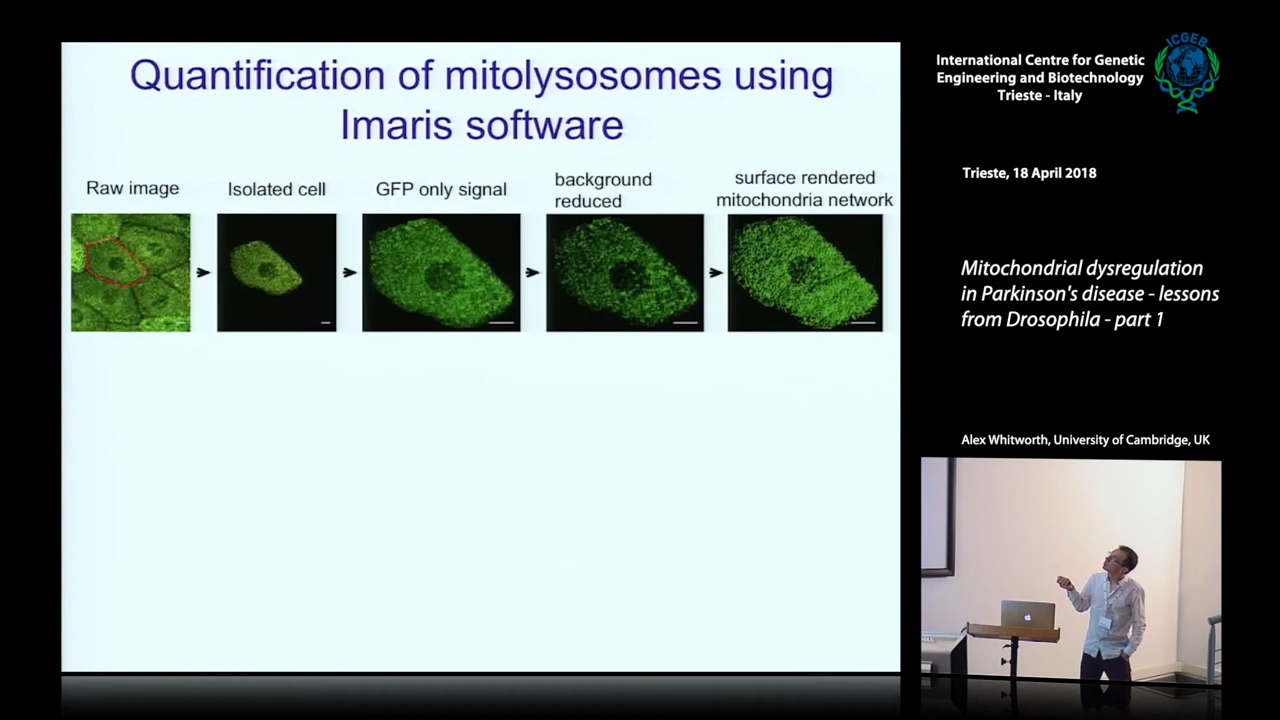 Quantification of mitolysosomes using
Imaris software
Raw image
Isolated cell
GFP only signal
background
reduced
surface rendered
mitochondria network
ICGEB
International Centre for Genetic
Engineering and Biotechnology
Trieste - Italy
Trieste, 18 April 2018
Mitochondrial dysregulation
in Parkinson's disease - lessons
from Drosophila - part 1
Alex Whitworth, University of Cambridge, UK